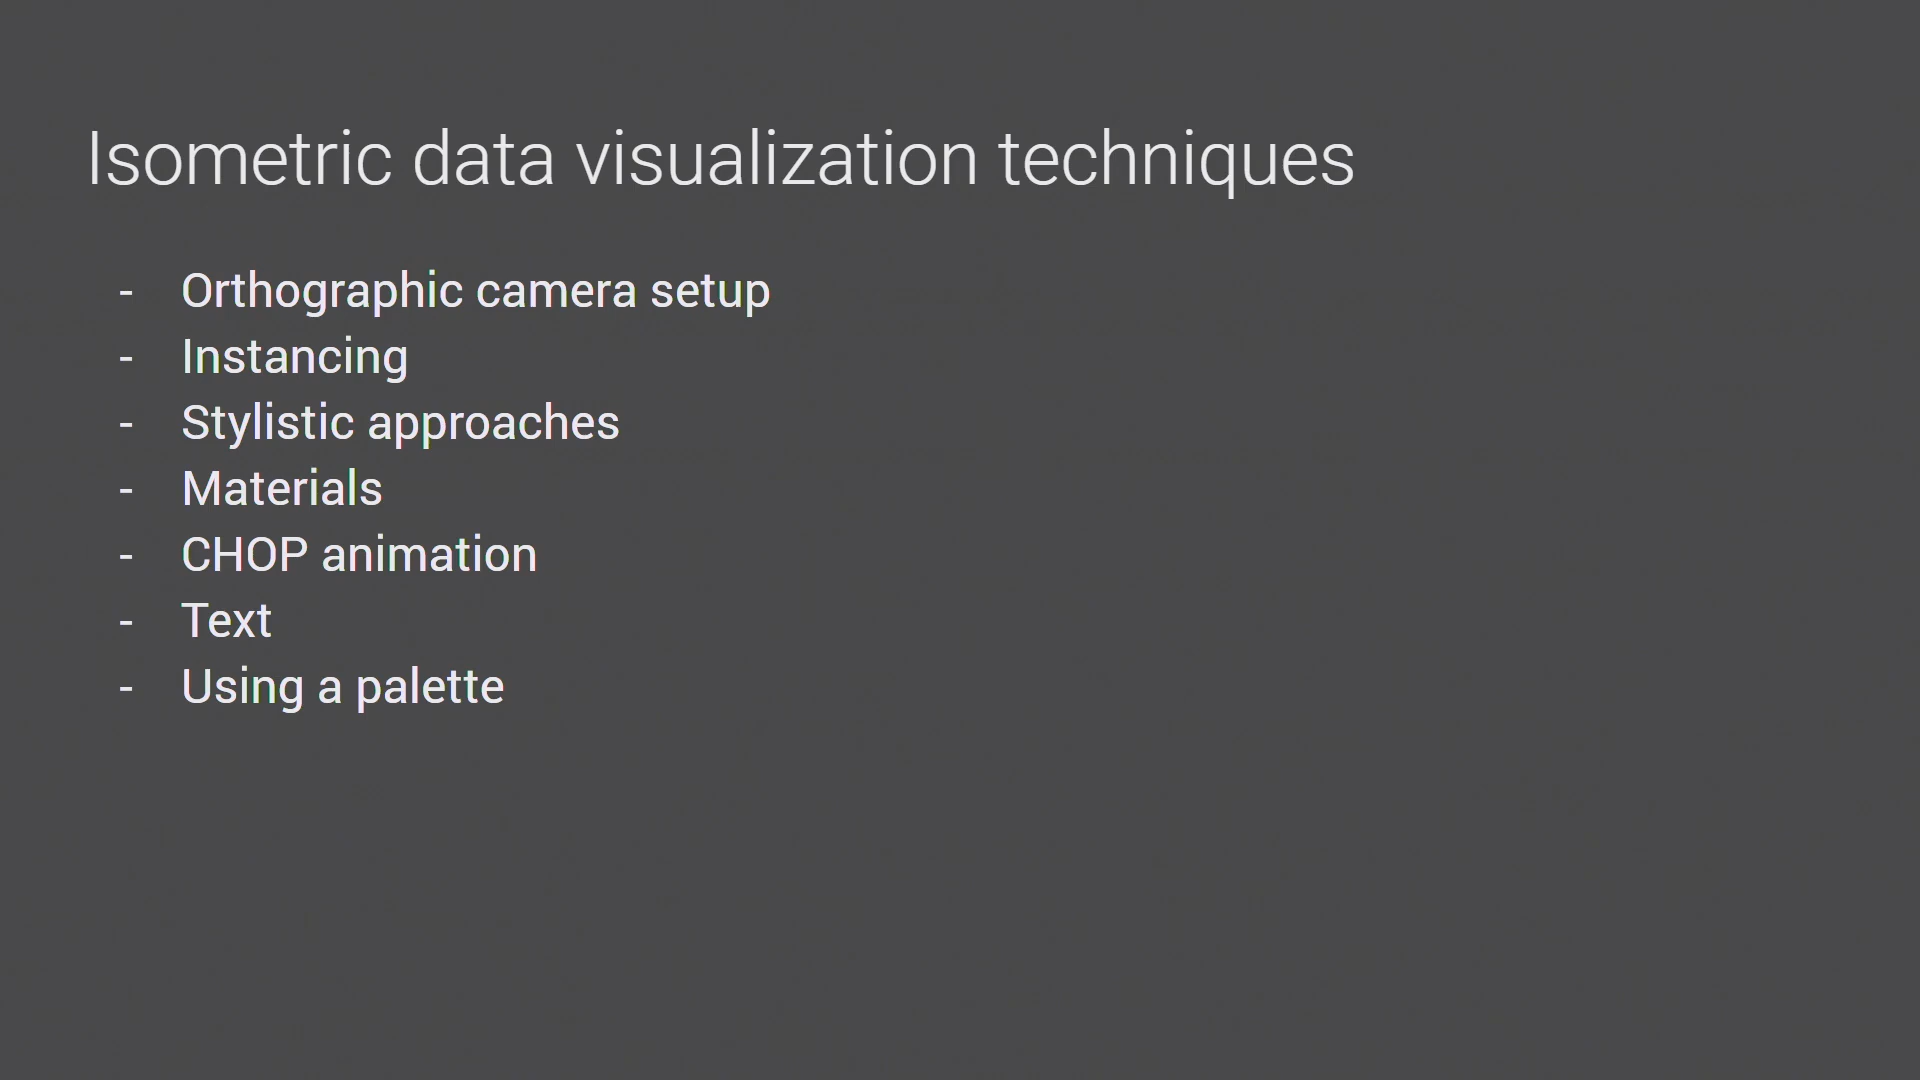 Isometric data visualization techniques
- Orthographic camera setup
- Instancing
- Stylistic approaches
- Materials
- CHOP animation
- Text
- Using a palette